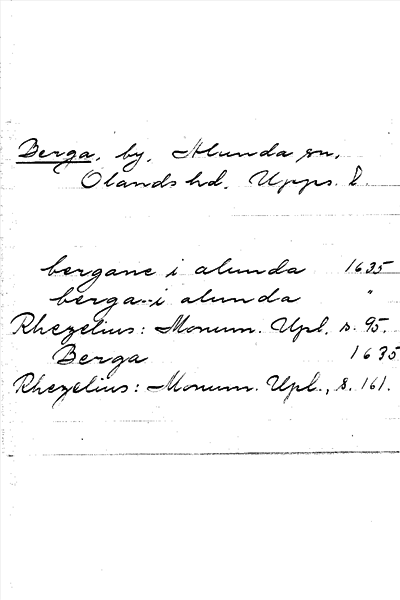 Berga, by, Alunda sn,
Olands hd. Upps. l.
bergane i alunda 1635
berga i alunda "
Rhezelius: Monum. Upl. s. 95.
Berga 1635
Rhezelius: Monum. Upl., s. 161.